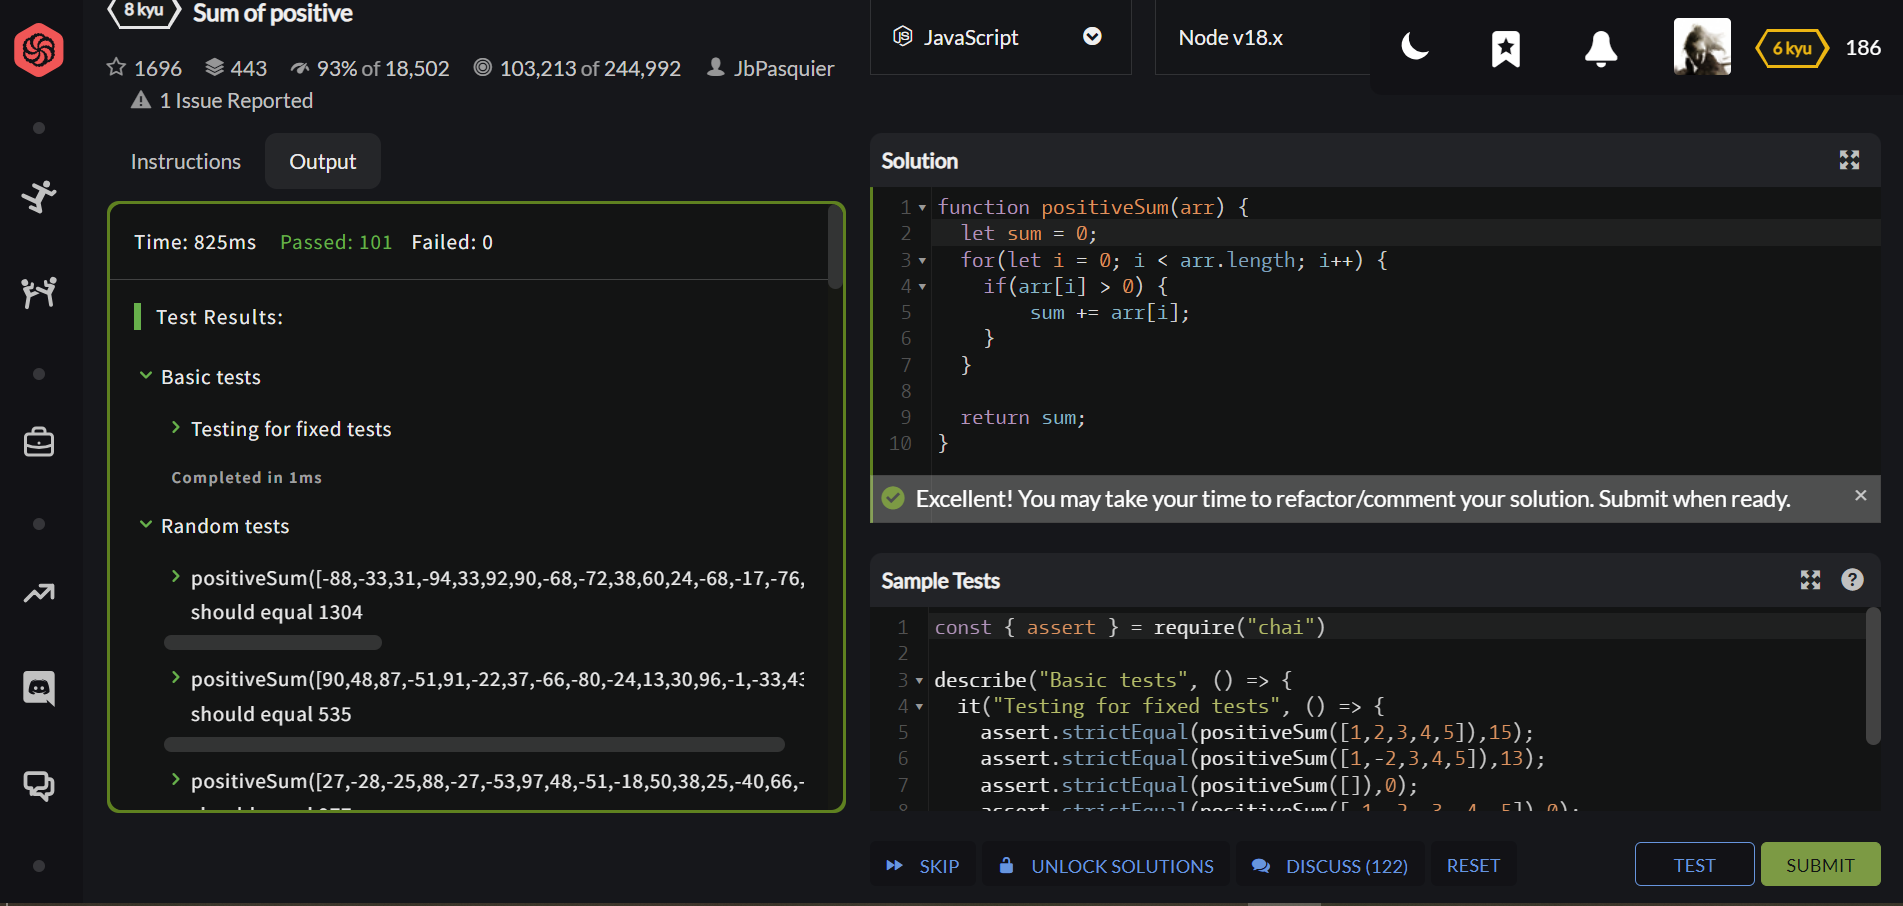 8 kyu Sum of positive
1696 443 93% of 18,502 103,213 of 244,992 JbPasquier
1 Issue Reported
JavaScript
Node v18.x
6 kyu 186
Instructions Output
Time: 825ms Passed: 101 Failed: 0
Test Results:
Basic tests
Testing for fixed tests
Completed in 1ms
Random tests
positiveSum([-88,-33,31,-94,33,92,90,-68,-72,38,60,24,-68,-17,-76,
should equal 1304
positiveSum([90,48,87,-51,91,-22,37,-66,-80,-24,13,30,96,-1,-33,43
should equal 535
positiveSum([27,-28,-25,88,-27,-53,97,48,-51,-18,50,38,25,-40,66,-
Solution
1 function positiveSum(arr) {
2 let sum = 0;
3 for(let i = 0; i < arr.length; i++) {
4 if(arr[i] > 0) {
5 sum += arr[i];
6 }
7 }
8
9 return sum;
10 }
Excellent! You may take your time to refactor/comment your solution. Submit when ready.
Sample Tests
1 const { assert } = require("chai")
2
3 describe("Basic tests", () => {
4 it("Testing for fixed tests", () => {
5 assert.strictEqual(positiveSum([1,2,3,4,5]),15);
6 assert.strictEqual(positiveSum([1,-2,3,4,5]),13);
7 assert.strictEqual(positiveSum([]),0);
SKIP UNLOCK SOLUTIONS DISCUSS (122) RESET TEST SUBMIT